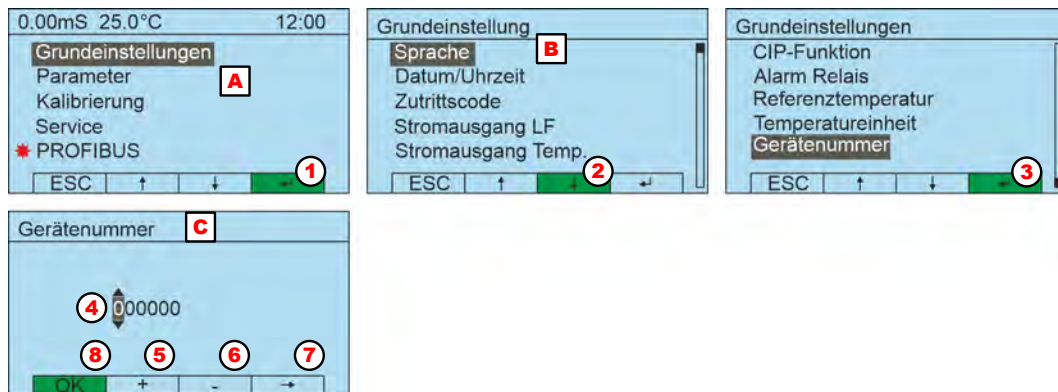 0.00mS 25.0°C 12:00
Grundeinstellungen
Parameter
A
Kalibrierung
Service
PROFIBUS
1
ESC ↑ ↓ ↵
Grundeinstellung
Sprache
B
Datum/Uhrzeit
Zutrittscode
Stromausgang LF
Stromausgang Temp.
2
ESC ↑ ↓ ↵
Grundeinstellungen
CIP-Funktion
Alarm Relais
Referenztemperatur
Temperatureinheit
Gerätenummer
3
ESC ↑ ↓ ↵
Gerätenummer C
4 000000
8 5 6 7
OK + - →